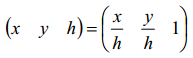 (x y h) = (x/h y/h 1)